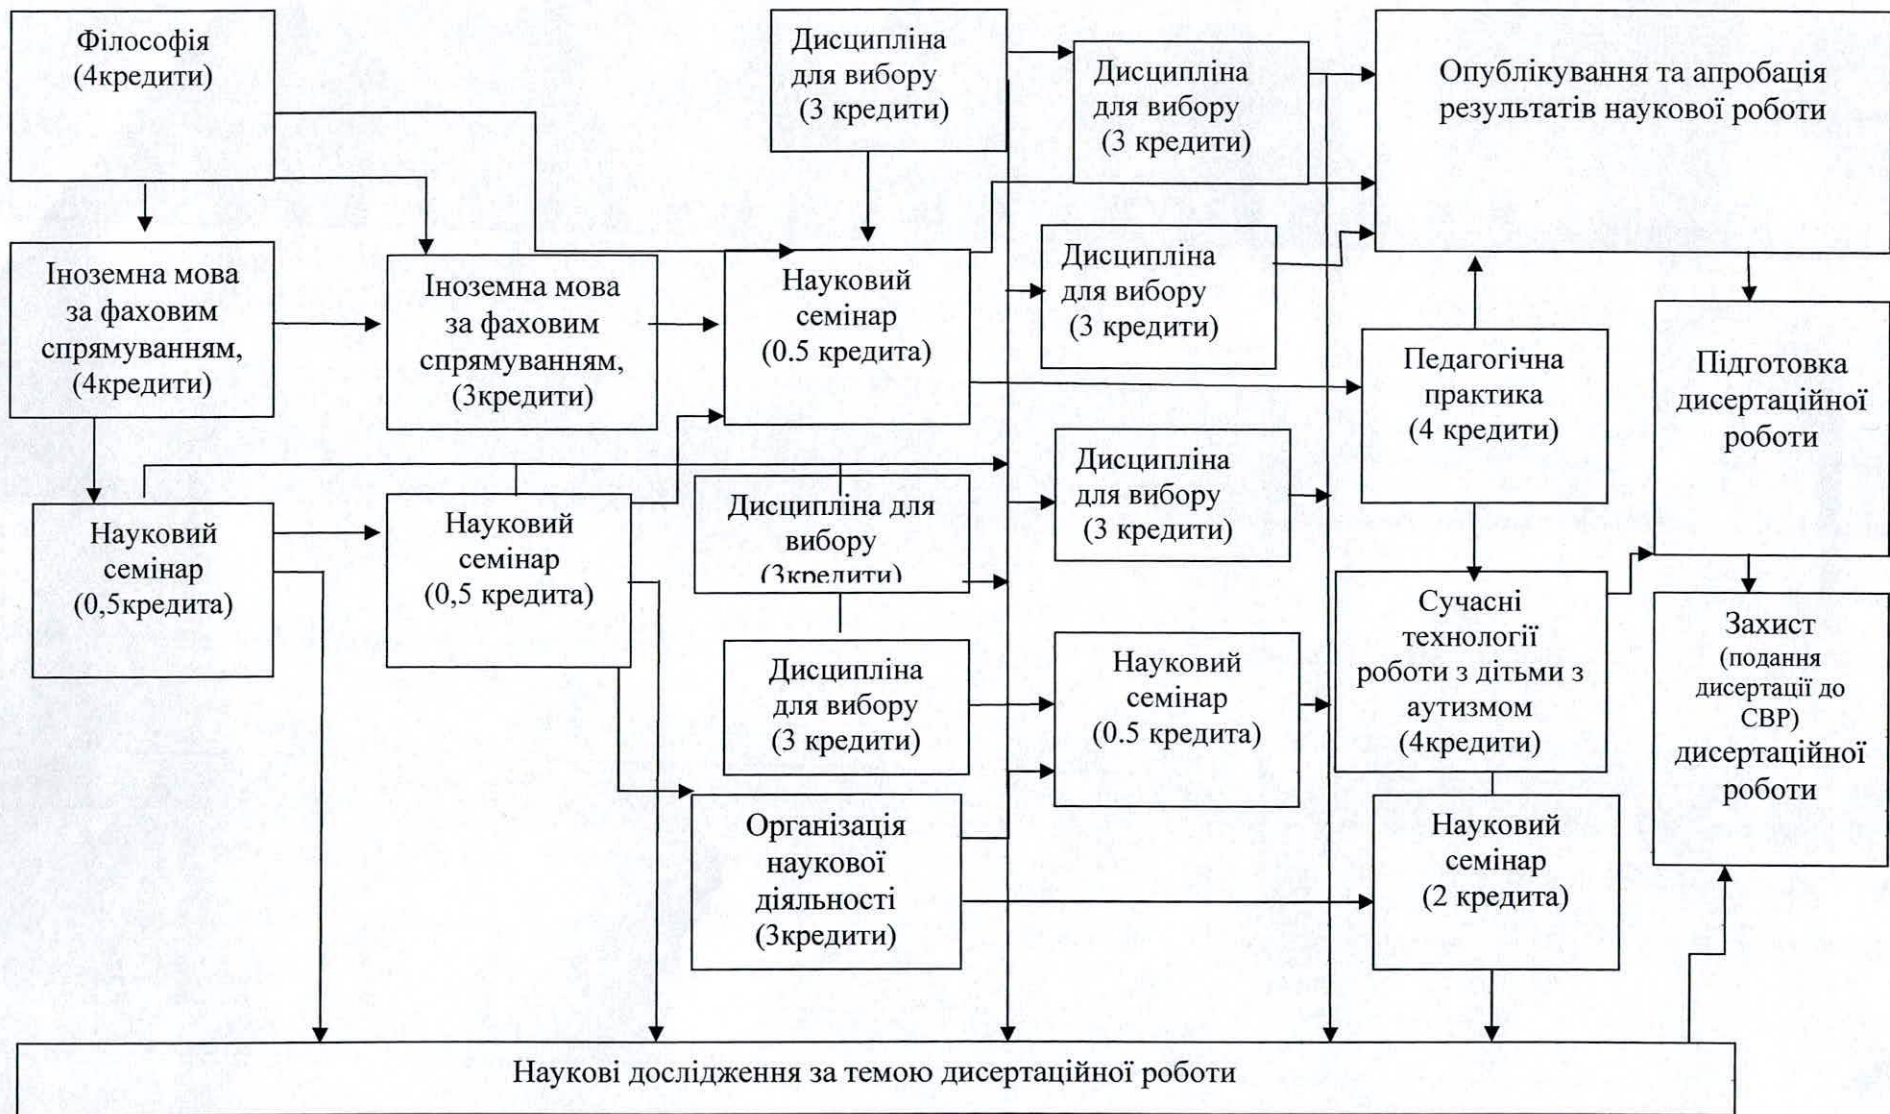 Філософія
(4кредити)
Іноземна мова
за фаховим
спрямуванням,
(4кредити)
Науковий
семінар
(0,5кредита)
Іноземна мова
за фаховим
спрямуванням,
(3кредити)
Науковий
семінар
(0,5 кредита)
Дисципліна
для вибору
(3 кредити)
Науковий
семінар
(0.5 кредита)
Дисципліна для
вибору
(3кредити)
Дисципліна
для вибору
(3 кредити)
Організація
наукової
діяльності
(3кредити)
Дисципліна
для вибору
(3 кредити)
Дисципліна
для вибору
(3 кредити)
Дисципліна
для вибору
(3 кредити)
Науковий
семінар
(0.5 кредита)
Опублікування та апробація
результатів наукової роботи
Педагогічна
практика
(4 кредити)
Сучасні
технології
роботи з дітьми з
аутизмом
(4кредити)
Науковий
семінар
(2 кредита)
Підготовка
дисертаційної
роботи
Захист
(подання
дисертації до
СВР)
дисертаційної
роботи
Наукові дослідження за темою дисертаційної роботи